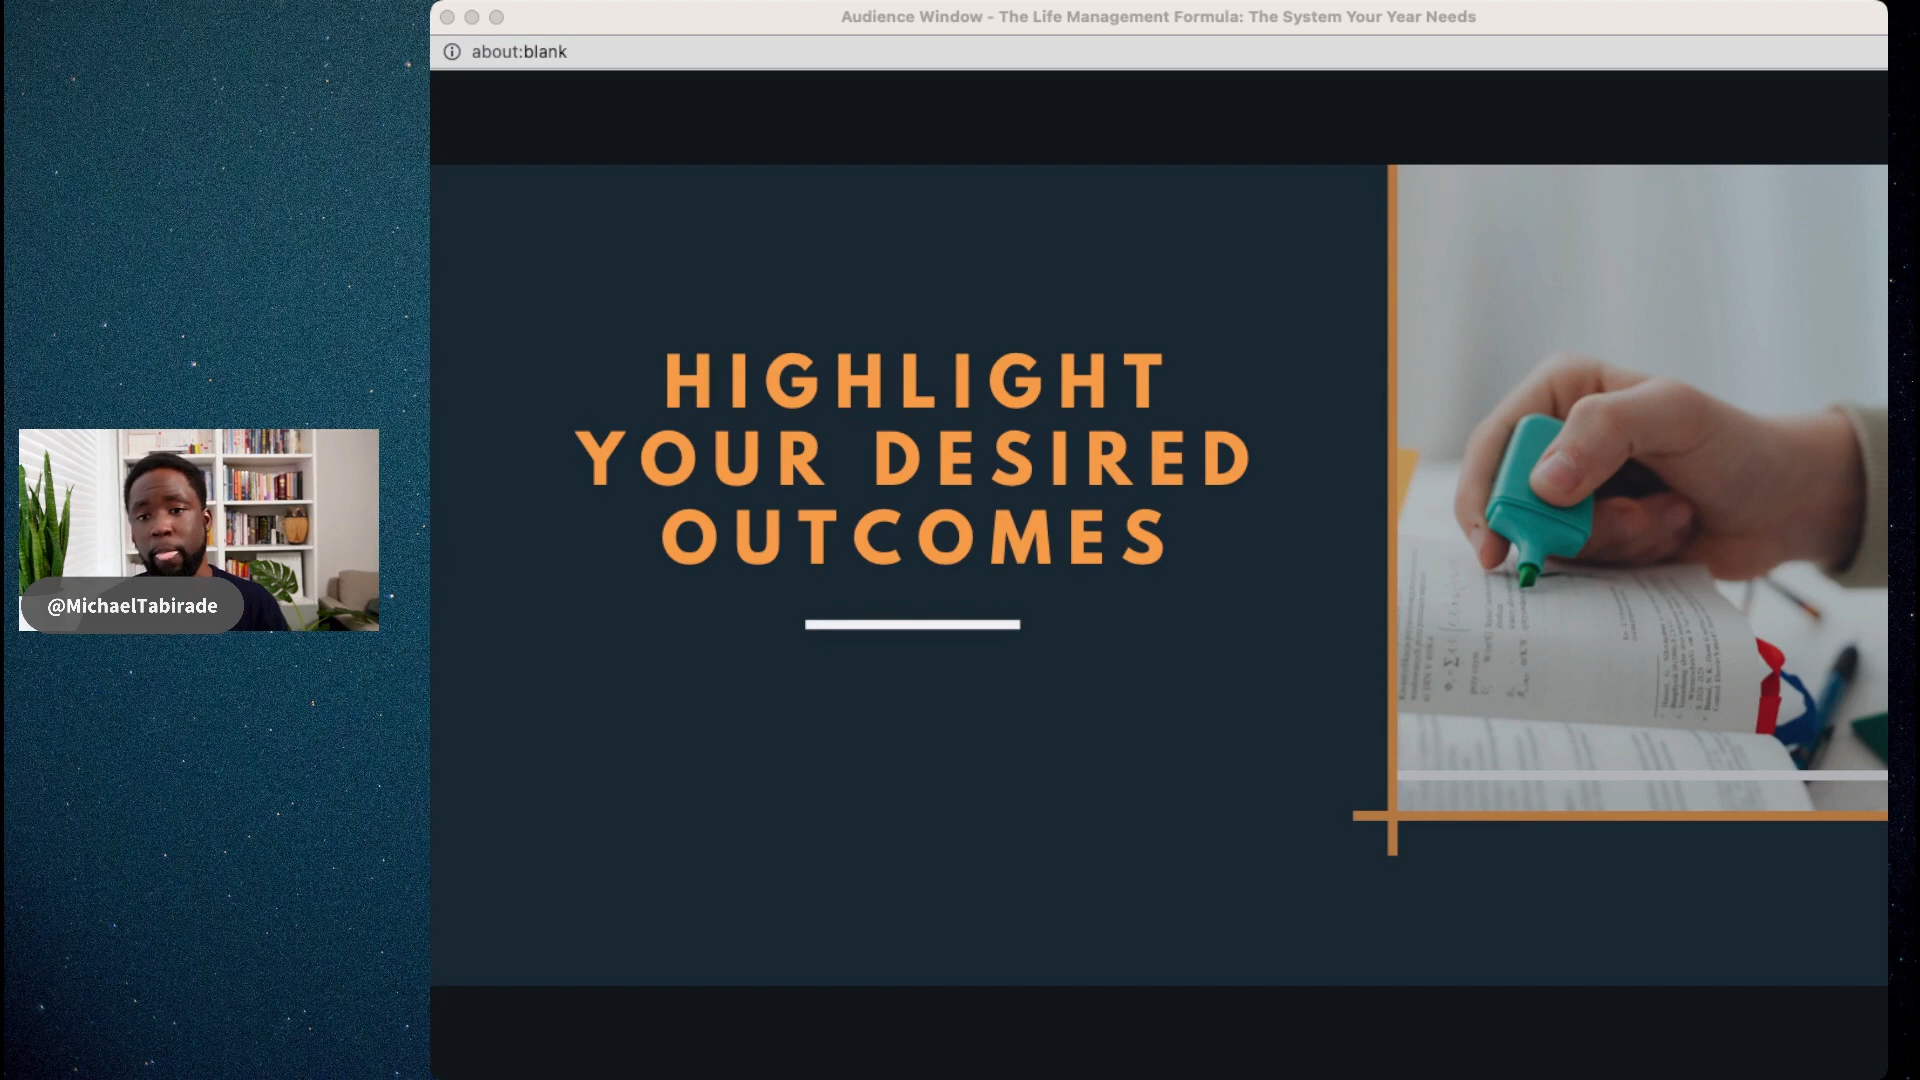 Audience Window - The Life Management Formula: The System Your Year Needs
about:blank
HIGHLIGHT
YOUR DESIRED
OUTCOMES
@MichaelTabirade